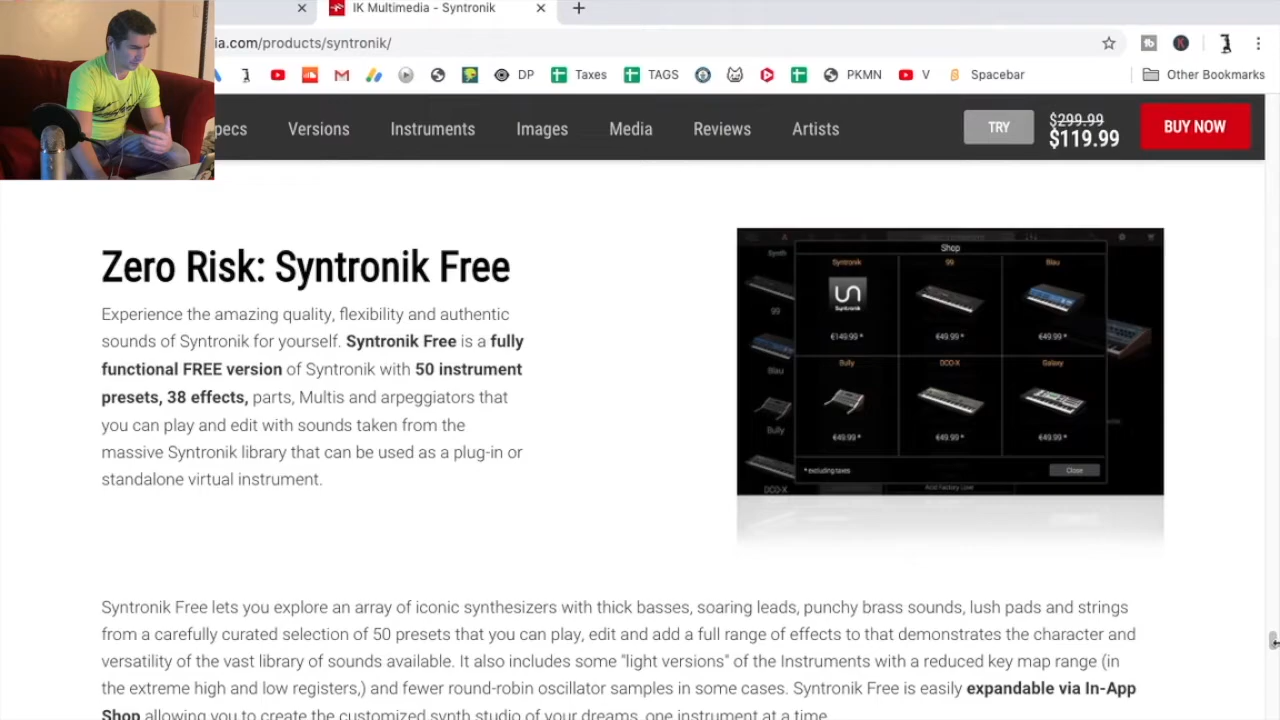 IK Multimedia - Syntronik
ia.com/products/syntronik/
DP Taxes TAGS PKMN V Spacebar Other Bookmarks
pecs Versions Instruments Images Media Reviews Artists TRY $299.99 BUY NOW
$119.99
Zero Risk: Syntronik Free
Experience the amazing quality, flexibility and authentic
sounds of Syntronik for yourself. Syntronik Free is a fully
functional FREE version of Syntronik with 50 instrument
presets, 38 effects, parts, Multis and arpeggiators that
you can play and edit with sounds taken from the
massive Syntronik library that can be used as a plug-in or
standalone virtual instrument.
Shop
Syntronik 99 Blau
Syntronik
€149.99 * €49.99 * €49.99 *
Bully DCO-X Galaxy
€49.99 * €49.99 * €49.99 *
* excluding taxes Close
Synth
99
Blau
Bully
DCO-X
Syntronik Free lets you explore an array of iconic synthesizers with thick basses, soaring leads, punchy brass sounds, lush pads and strings
from a carefully curated selection of 50 presets that you can play, edit and add a full range of effects to that demonstrates the character and
versatility of the vast library of sounds available. It also includes some "light versions" of the Instruments with a reduced key map range (in
the extreme high and low registers,) and fewer round-robin oscillator samples in some cases. Syntronik Free is easily expandable via In-App
Shop allowing you to create the customized synth studio of your dreams, one instrument at a time.